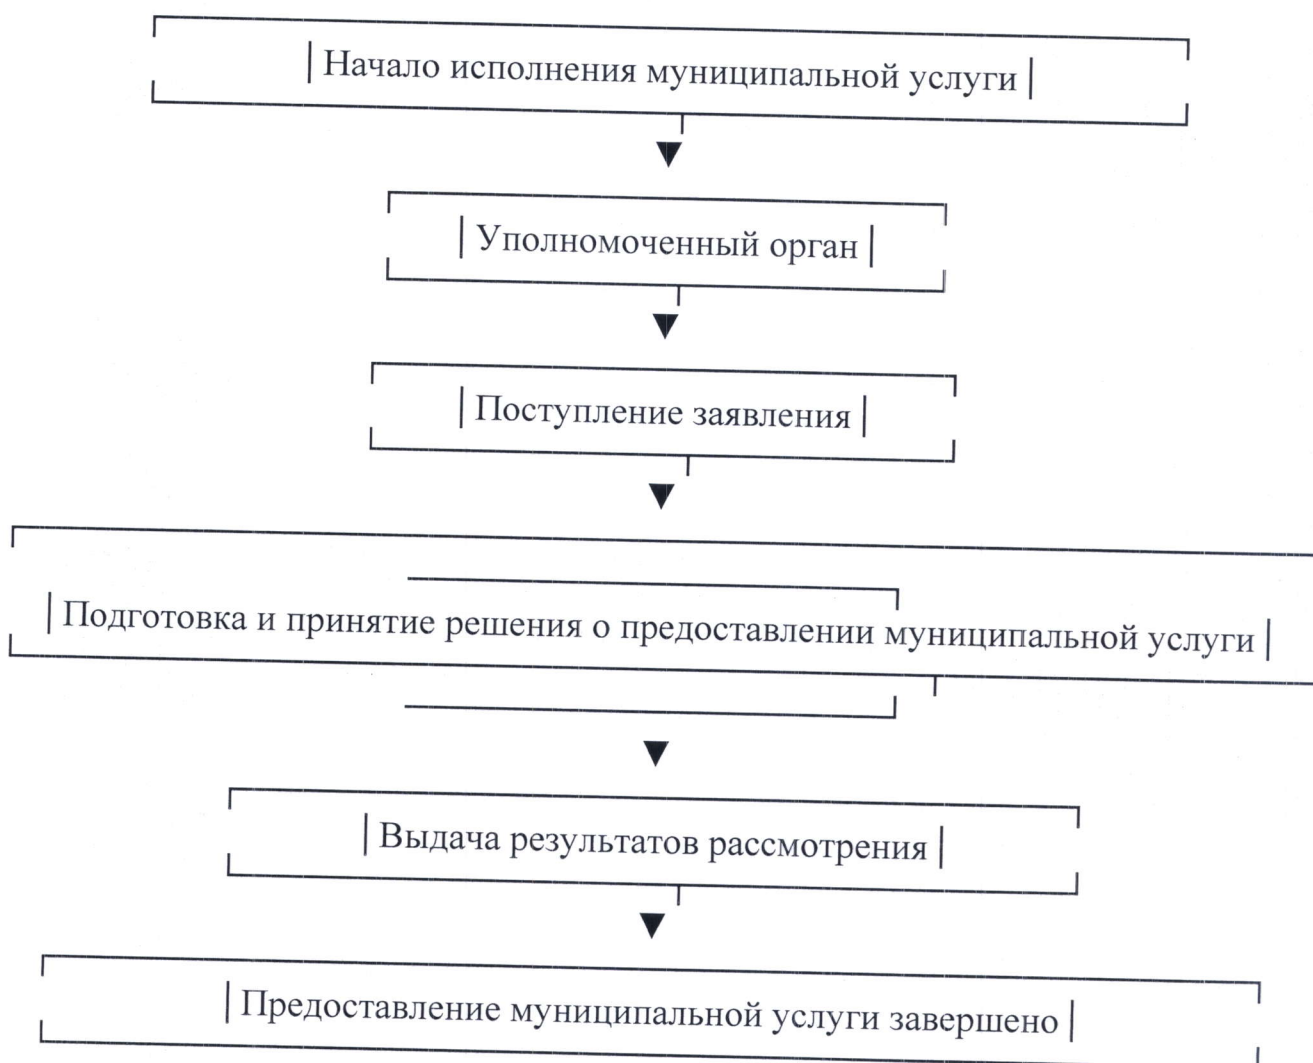 Начало исполнения муниципальной услуги
Уполномоченный орган
Поступление заявления
Подготовка и принятие решения о предоставлении муниципальной услуги
Выдача результатов рассмотрения
Предоставление муниципальной услуги завершено